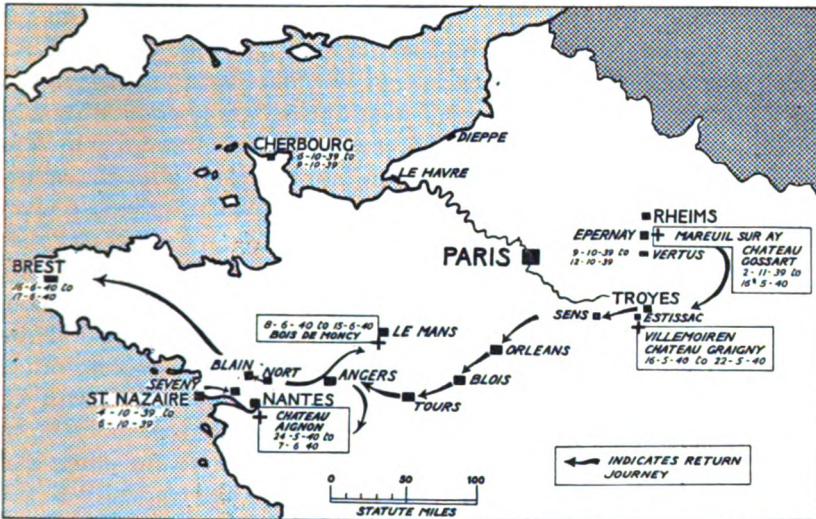 DIEPPE
CHERBOURG
6-10-39 to
9-10-39
LE HAVRE
RHEIMS
EPERNAY
MAREUIL SUR AY
CHATEAU
GOSSART
2-11-39 to
16-5-40
9-10-39 to
12-10-39
VERTUS
PARIS
BREST
16-6-40 to
17-6-40
TROYES
ESTISSAC
SENS
VILLEMOIREN
CHATEAU GRAIGNY
16-5-40 to 22-5-40
8-6-40 to 15-6-40
BOIS DE MONCY
LE MANS
ORLEANS
BLAIN
NORT
ANGERS
BLOIS
SEVENY
ST. NAZAIRE
4-10-39 to
6-10-39
NANTES
TOURS
CHATEAU
AIGNON
24-5-40 to
7-6-40
INDICATES RETURN
JOURNEY
0 50 100
STATUTE MILES